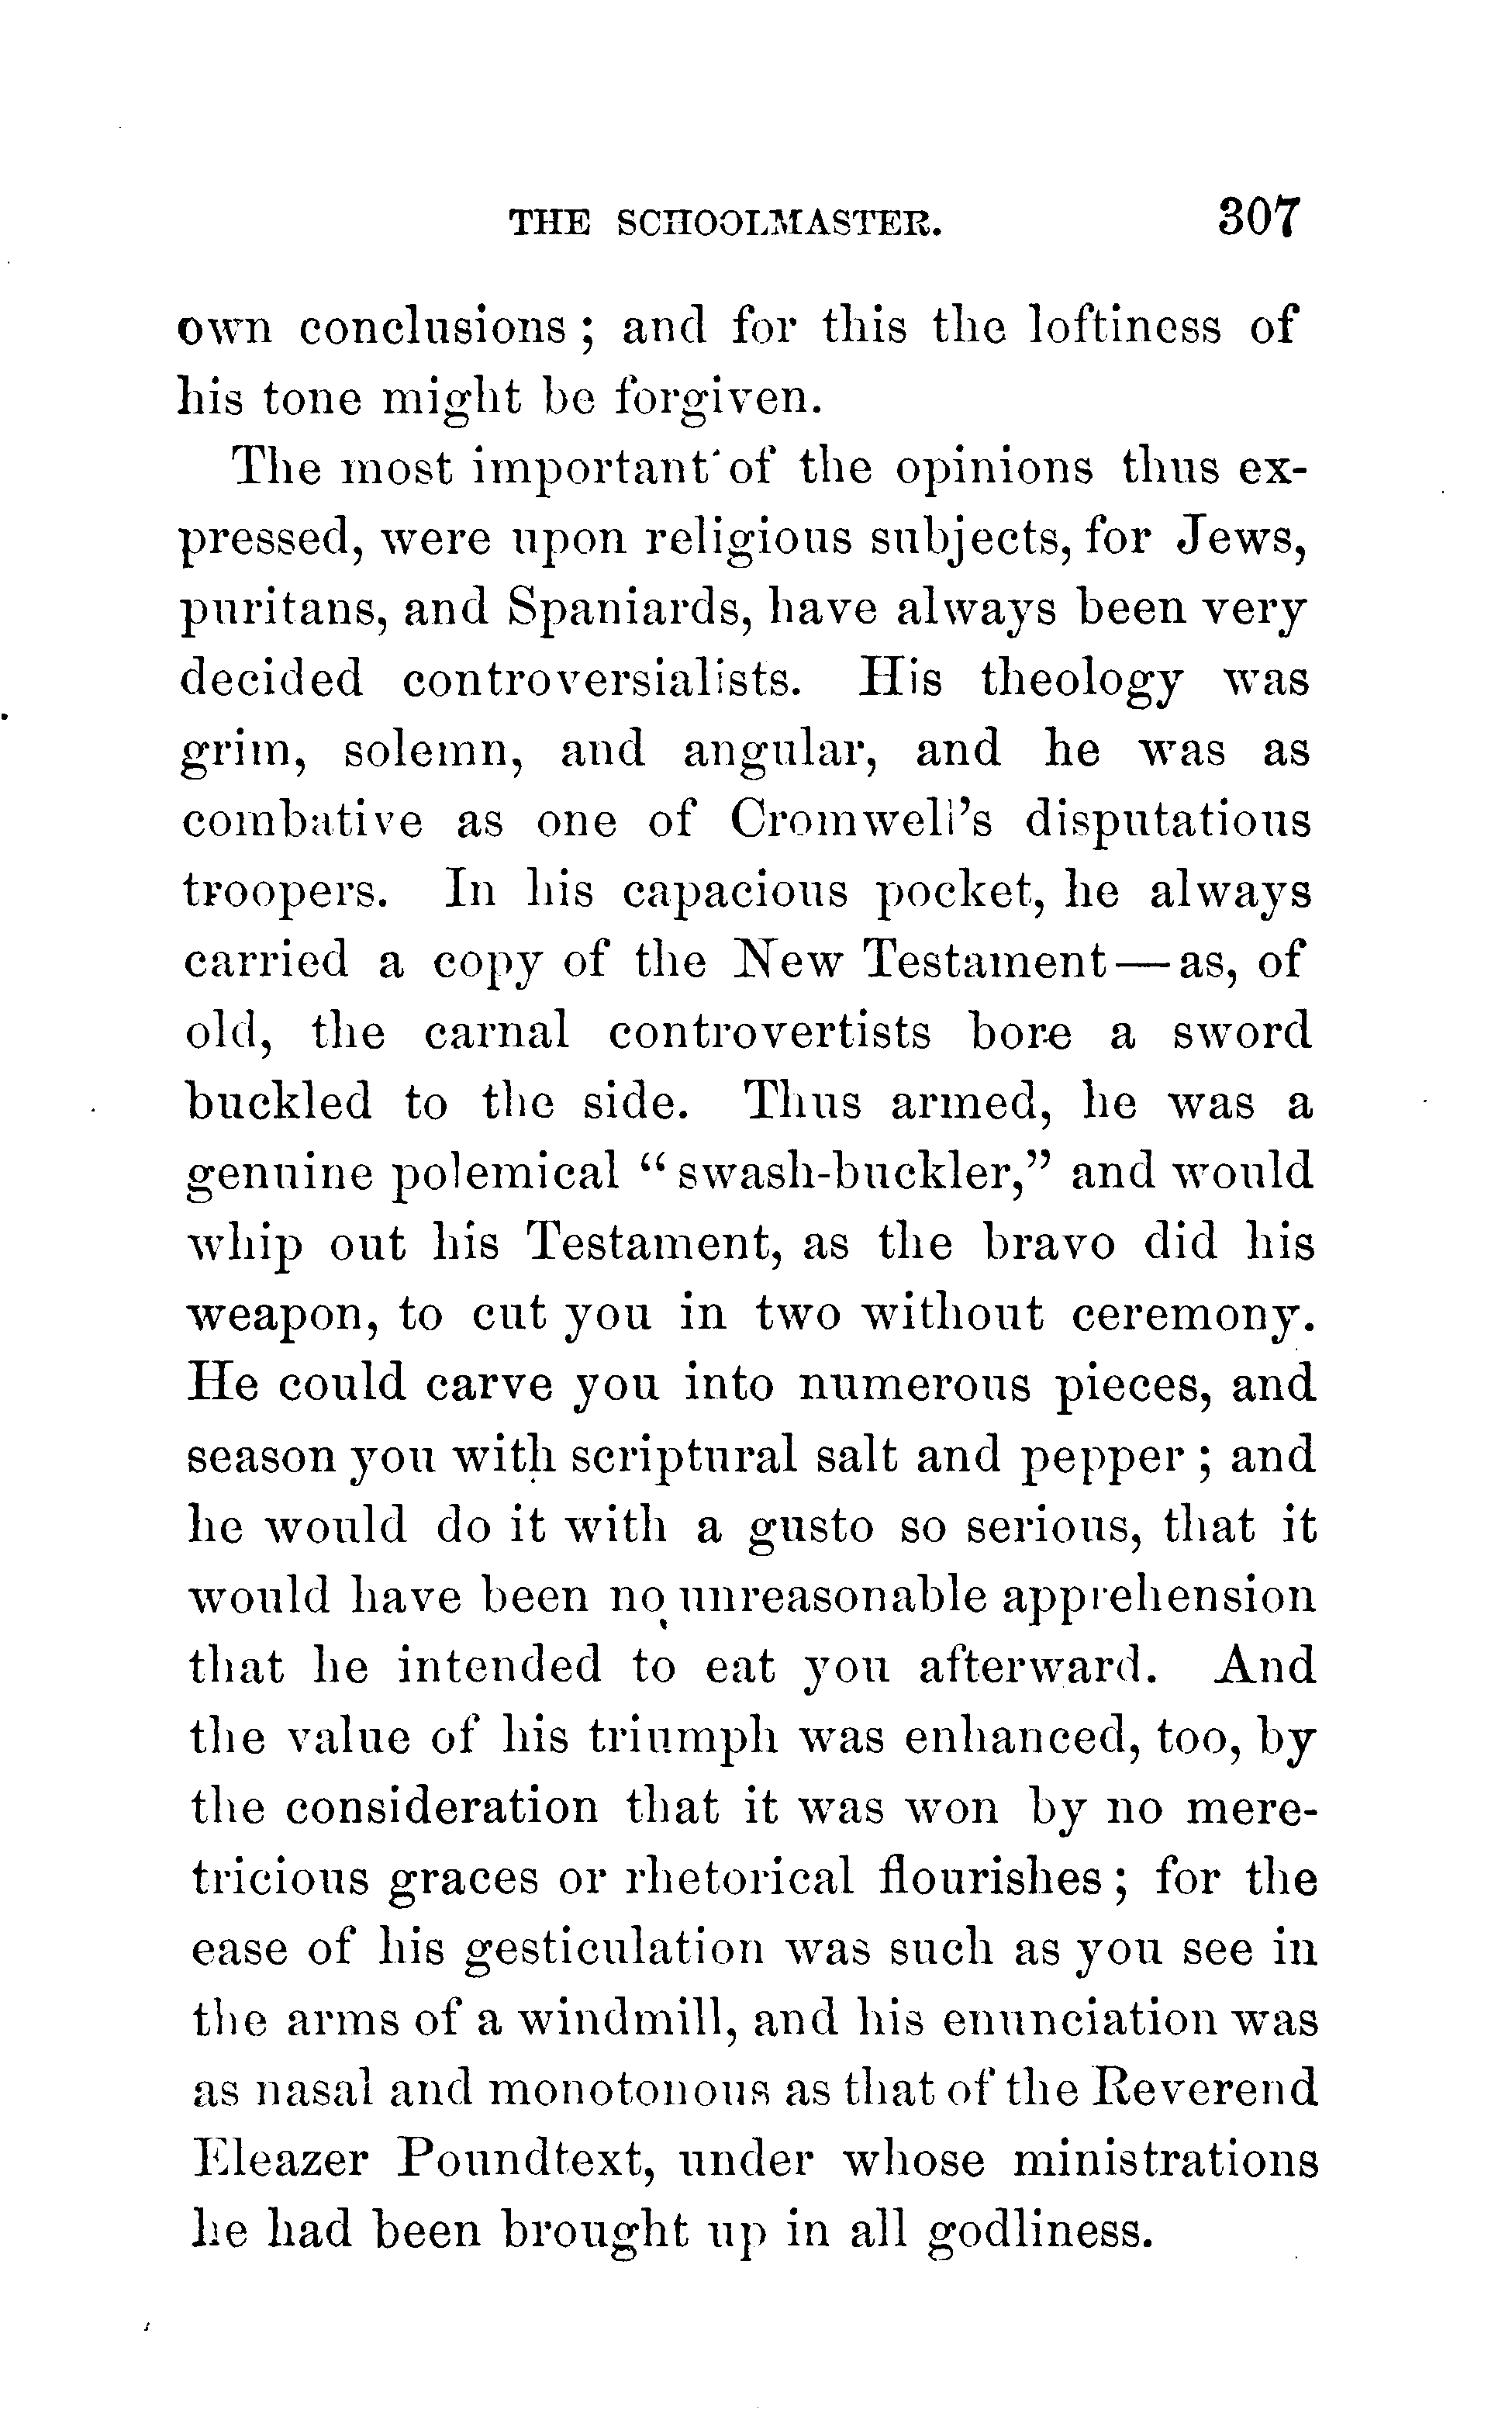 THE SCHOOLMASTER. 307
own conclusions; and for this the loftiness of
his tone might be forgiven.
The most important of the opinions thus ex-
pressed, were upon religious subjects, for Jews,
puritans, and Spaniards, have always been very
decided controversialists. His theology was
grim, solemn, and angular, and he was as
combative as one of Cromwell's disputatious
troopers. In his capacious pocket, he always
carried a copy of the New Testament—as, of
old, the carnal controvertists bore a sword
buckled to the side. Thus armed, he was a
genuine polemical "swash-buckler," and would
whip out his Testament, as the bravo did his
weapon, to cut you in two without ceremony.
He could carve you into numerous pieces, and
season you with scriptural salt and pepper; and
he would do it with a gusto so serious, that it
would have been no unreasonable apprehension
that he intended to eat you afterward. And
the value of his triumph was enhanced, too, by
the consideration that it was won by no mere-
tricious graces or rhetorical flourishes; for the
ease of his gesticulation was such as you see in
the arms of a windmill, and his enunciation was
as nasal and monotonous as that of the Reverend
Eleazer Poundtext, under whose ministrations
he had been brought up in all godliness.